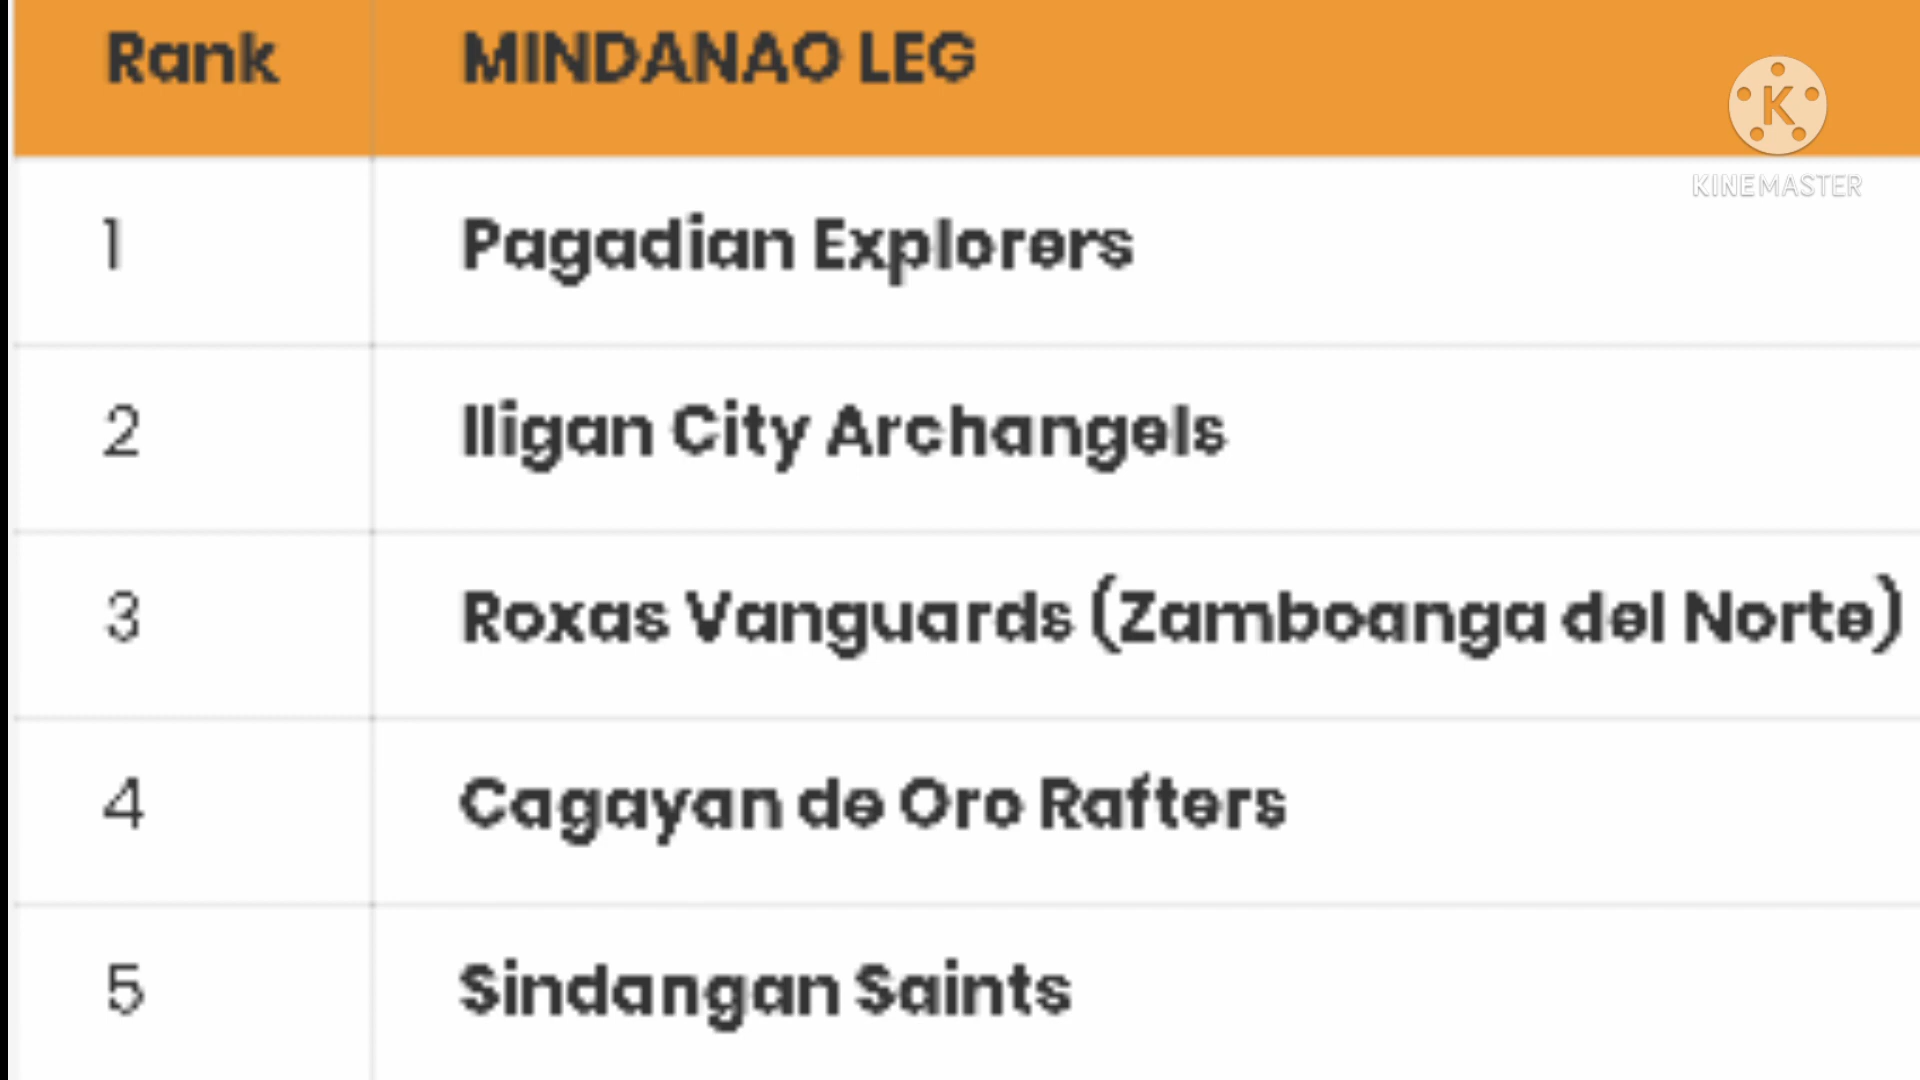 Rank MINDANAO LEG
K
KINEMASTER
1 Pagadian Explorers
2 Iligan City Archangels
3 Roxas Vanguards (Zamboanga del Norte)
4 Cagayan de Oro Rafters
5 Sindangan Saints